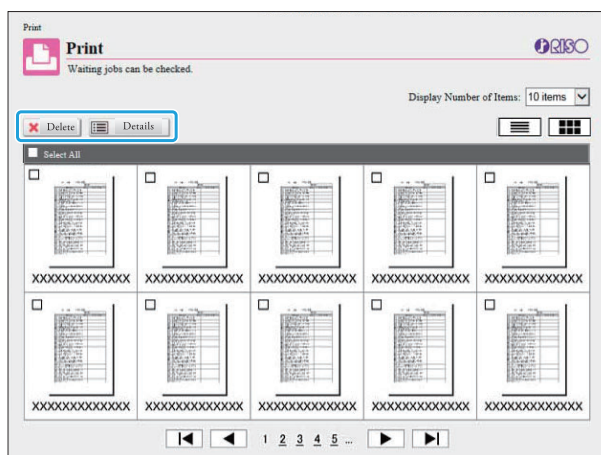 Print
Print
RISO
Waiting jobs can be checked.
Display Number of Items: 10 items
Delete Details
Select All
XXXXXXXXXXXXX XXXXXXXXXXXXX XXXXXXXXXXXXX XXXXXXXXXXXXX XXXXXXXXXXXXX
XXXXXXXXXXXXX XXXXXXXXXXXXX XXXXXXXXXXXXX XXXXXXXXXXXXX XXXXXXXXXXXXX
1 2 3 4 5 ...